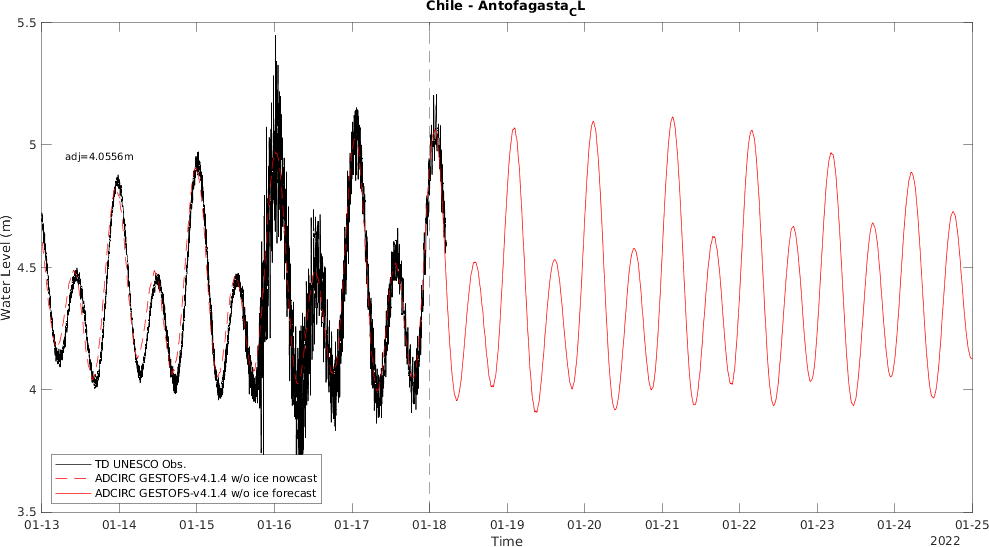 Chile - Antofagasta_CL
5.5
5
4.5
4
3.5
Water Level (m)
adj=4.0556m
TD UNESCO Obs.
ADCIRC GESTOFS-v4.1.4 w/o ice nowcast
ADCIRC GESTOFS-v4.1.4 w/o ice forecast
01-13 01-14 01-15 01-16 01-17 01-18 01-19 01-20 01-21 01-22 01-23 01-24 01-25
Time
2022